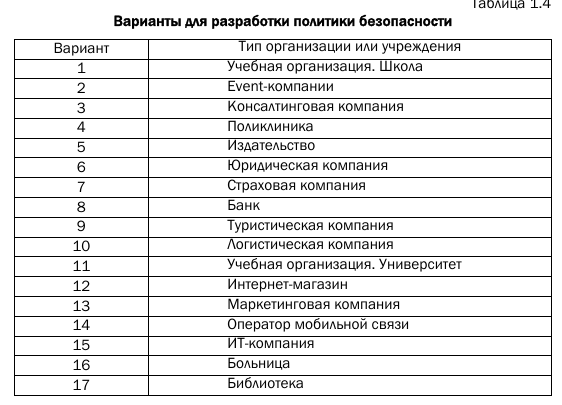 Таблица 1.4
Варианты для разработки политики безопасности
Вариант Тип организации или учреждения
1 Учебная организация. Школа
2 Event-компании
3 Консалтинговая компания
4 Поликлиника
5 Издательство
6 Юридическая компания
7 Страховая компания
8 Банк
9 Туристическая компания
10 Логистическая компания
11 Учебная организация. Университет
12 Интернет-магазин
13 Маркетинговая компания
14 Оператор мобильной связи
15 ИТ-компания
16 Больница
17 Библиотека